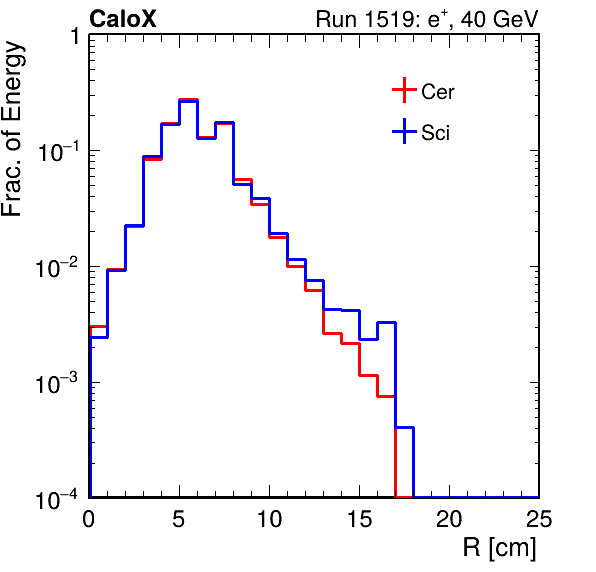 CaloX Run 1519: e⁺, 40 GeV
Frac. of Energy
1
10⁻¹
10⁻²
10⁻³
10⁻⁴
Cer
Sci
0 5 10 15 20 25
R [cm]